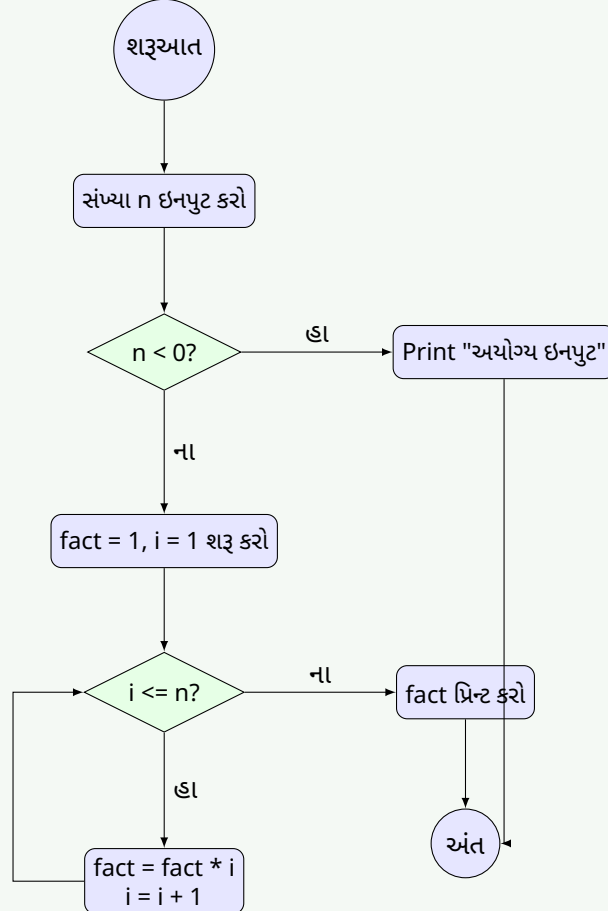 શરૂઆત
સંખ્યા n ઇનપુટ કરો
n < 0?
હા
Print "અયોગ્ય ઇનપુટ"
ના
fact = 1, i = 1 શરૂ કરો
i <= n?
ના
fact પ્રિન્ટ કરો
હા
fact = fact * i
i = i + 1
અંત